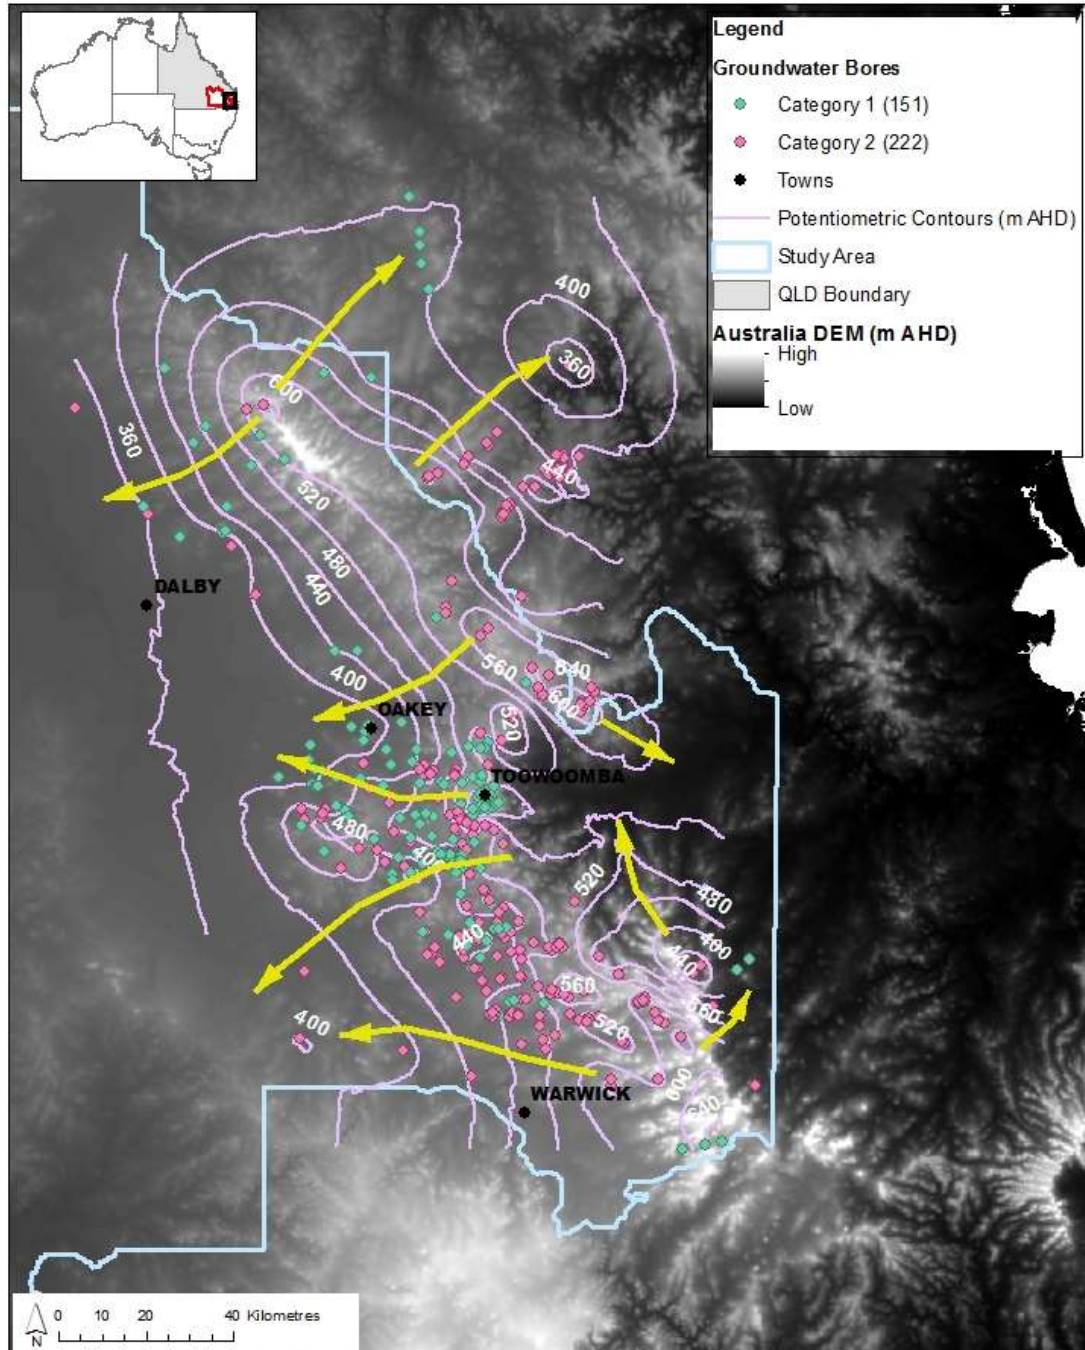 Legend
Groundwater Bores
Category 1 (151)
Category 2 (222)
Towns
Potentiometric Contours (m AHD)
Study Area
QLD Boundary
Australia DEM (m AHD)
High
Low
400
360
600
360
440
520
480
440
DALBY
560
640
600
400
520
OAKEY
TOOWOOMBA
480
400
520
480
400
440
440
560
560
520
400
600
640
WARWICK
0 10 20 40 Kilometres
N